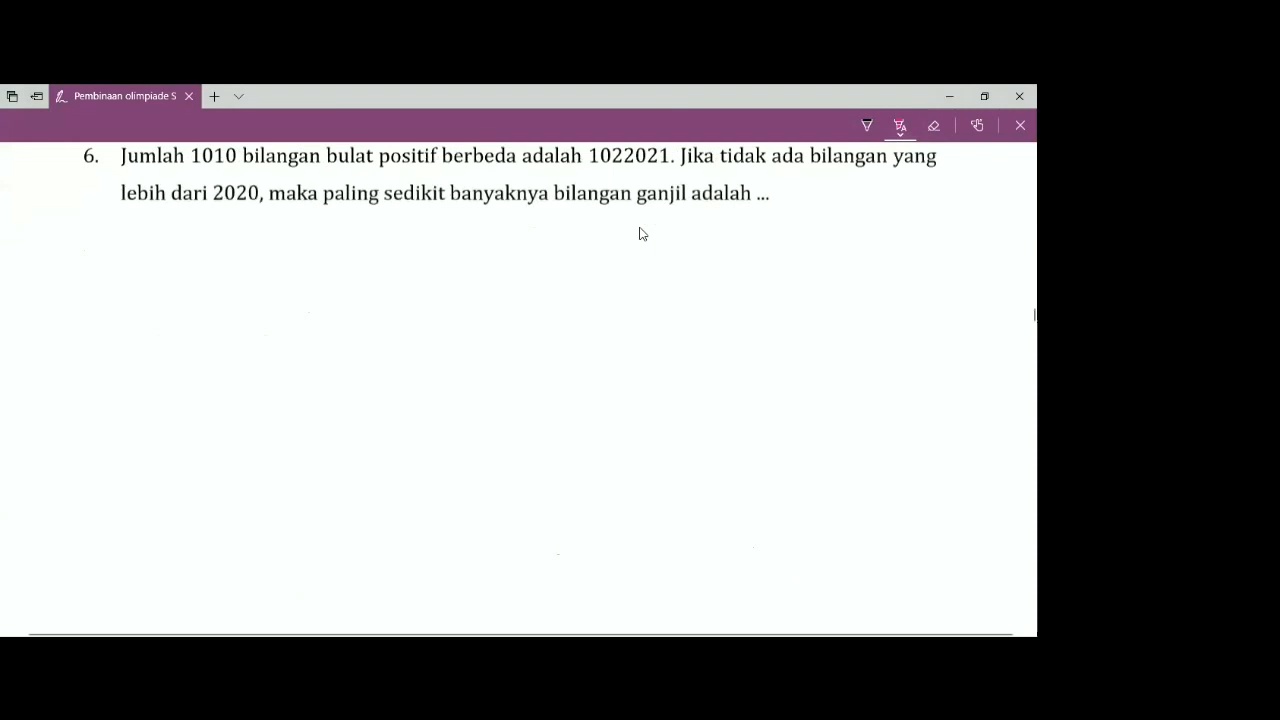 Pembinaan olimpiade S
6. Jumlah 1010 bilangan bulat positif berbeda adalah 1022021. Jika tidak ada bilangan yang
lebih dari 2020, maka paling sedikit banyaknya bilangan ganjil adalah ...